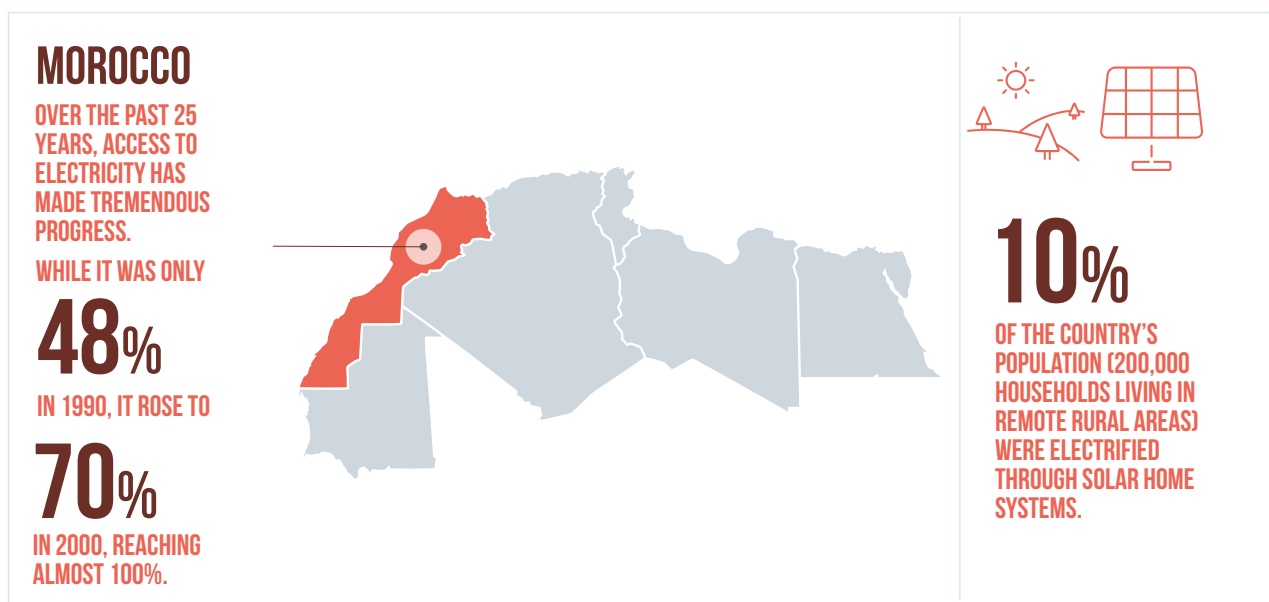 MOROCCO
OVER THE PAST 25
YEARS, ACCESS TO
ELECTRICITY HAS
MADE TREMENDOUS
PROGRESS.
WHILE IT WAS ONLY
48%
IN 1990, IT ROSE TO
70%
IN 2000, REACHING
ALMOST 100%.
10%
OF THE COUNTRY'S
POPULATION (200,000
HOUSEHOLDS LIVING IN
REMOTE RURAL AREAS)
WERE ELECTRIFIED
THROUGH SOLAR HOME
SYSTEMS.